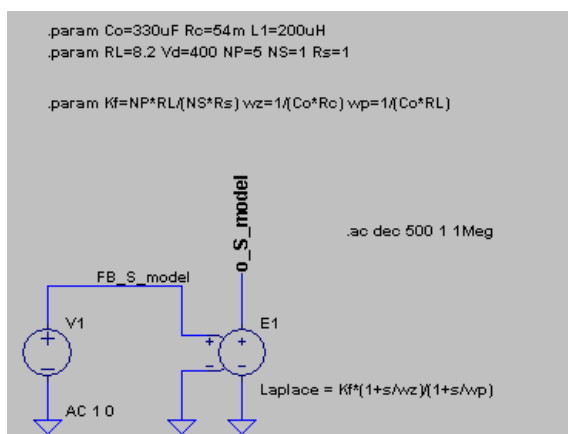 .param Co=330uF Rc=54m L1=200uH
.param RL=8.2 Vd=400 NP=5 NS=1 Rs=1
.param Kf=NP*RL/(NS*Rs) wz=1/(Co*Rc) wp=1/(Co*RL)
o_S_model
.ac dec 500 1 1Meg
FB_S_model
V1
E1
Laplace = Kf*(1+s/wz)/(1+s/wp)
AC 1 0